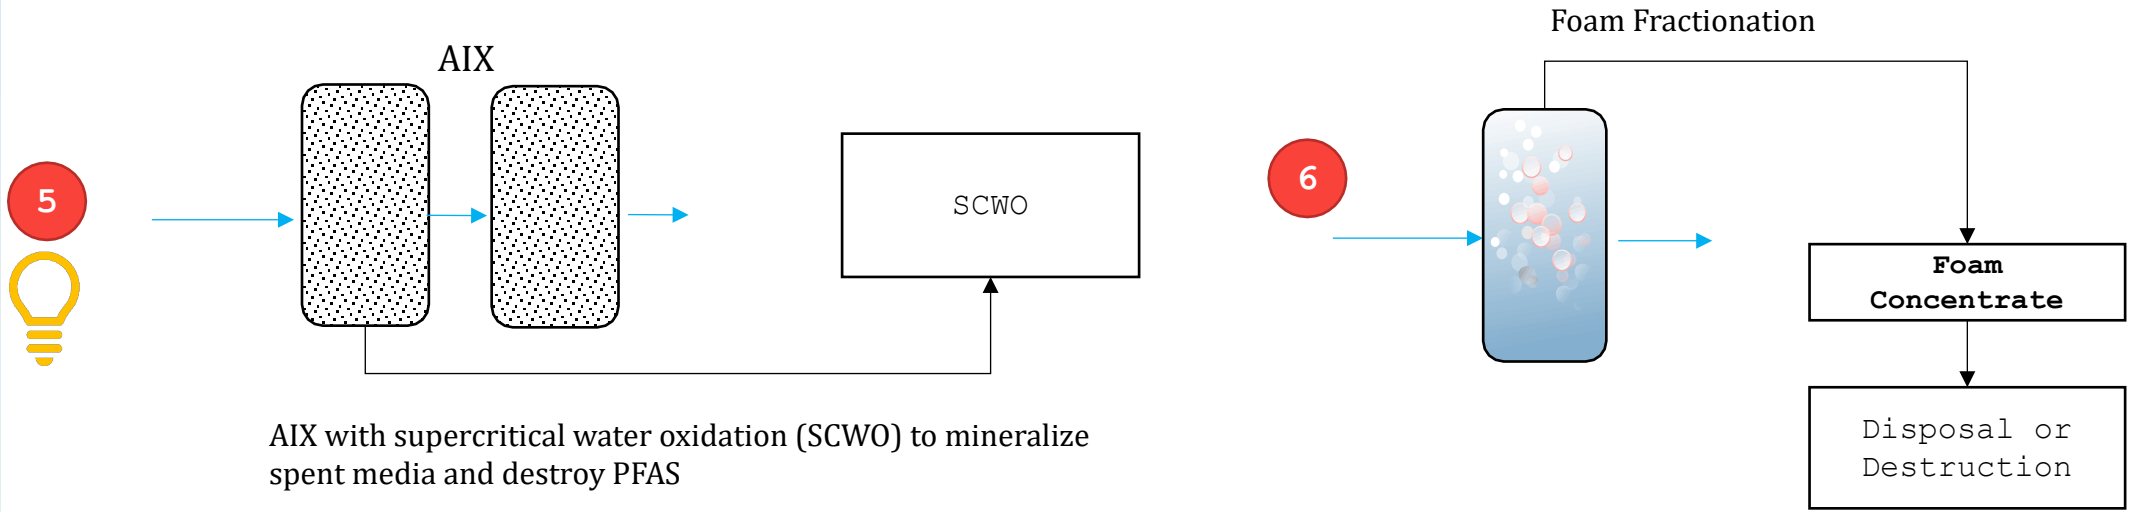 AIX
5
SCWO
AIX with supercritical water oxidation (SCWO) to mineralize
spent media and destroy PFAS
Foam Fractionation
6
Foam
Concentrate
Disposal or
Destruction